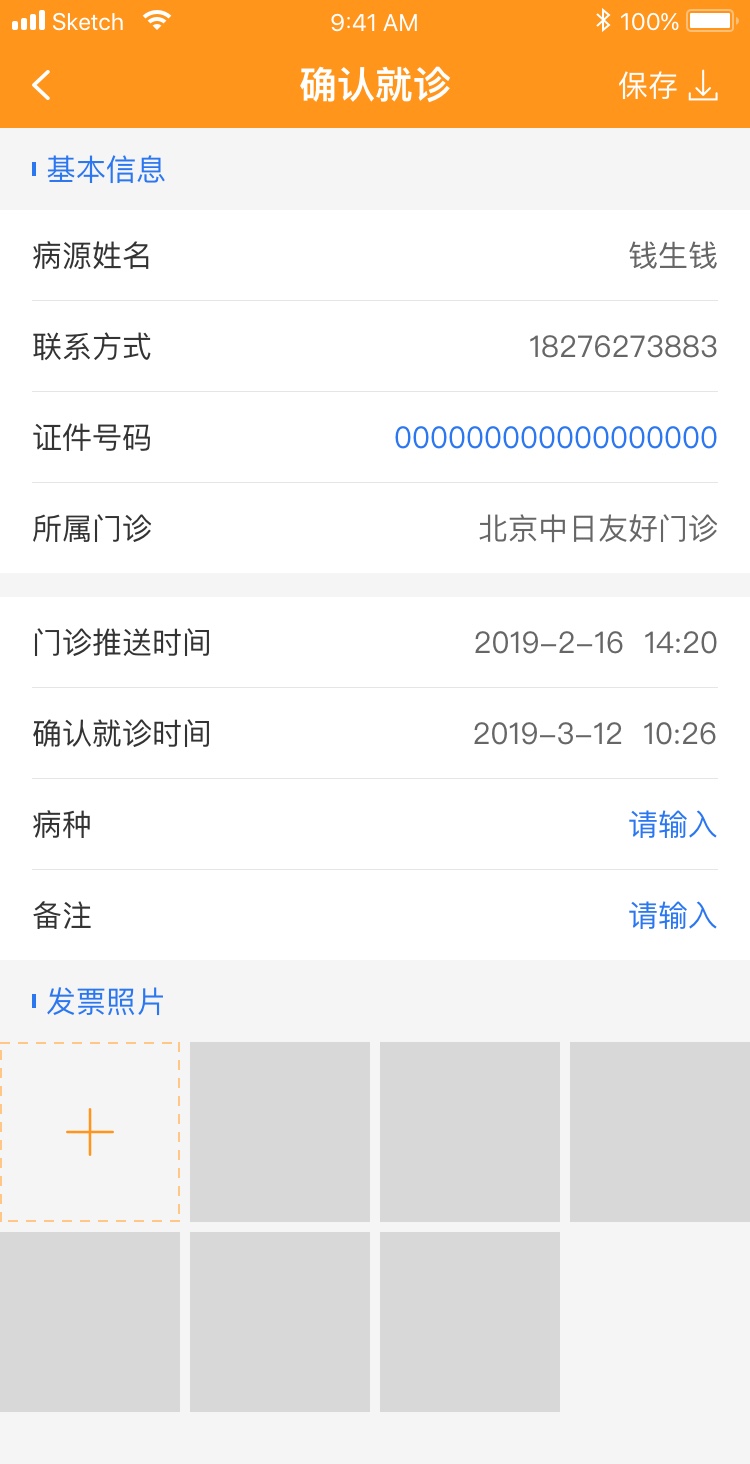 Sketch 9:41 AM 100%
确认就诊 保存
基本信息
病源姓名 钱生钱
联系方式 18276273883
证件号码 000000000000000000
所属门诊 北京中日友好门诊
门诊推送时间 2019-2-16 14:20
确认就诊时间 2019-3-12 10:26
病种 请输入
备注 请输入
发票照片